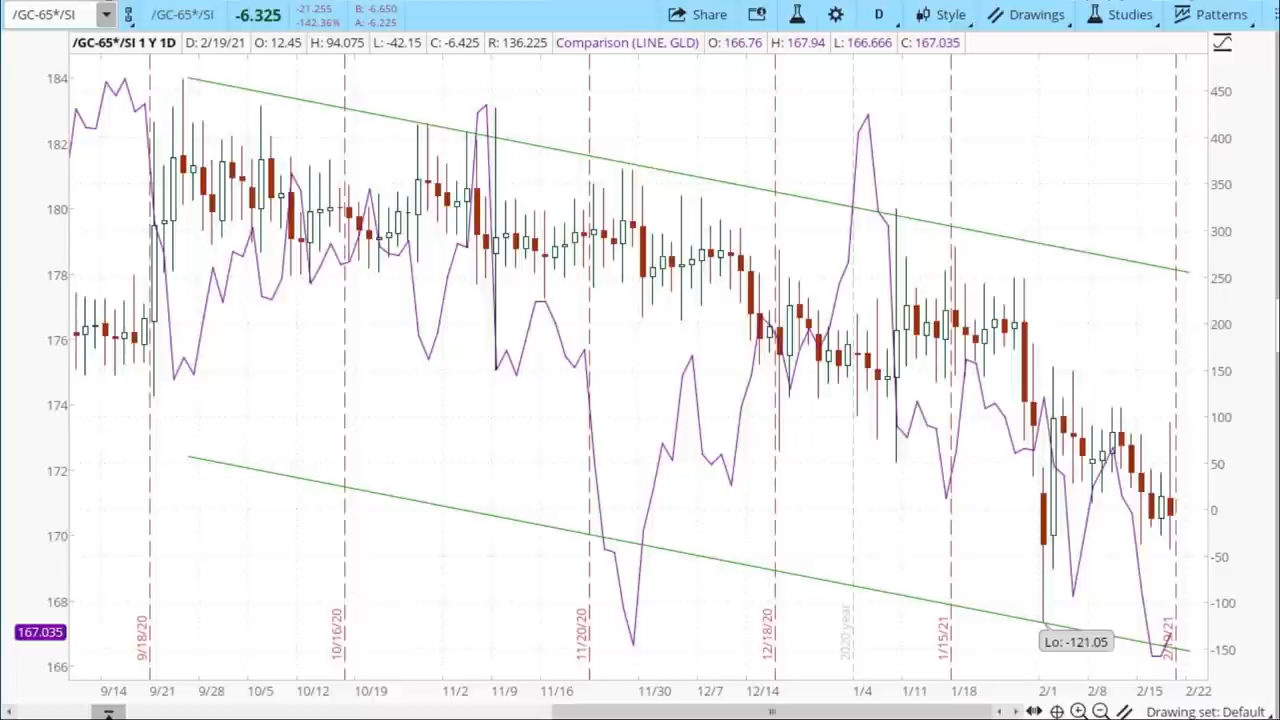 /GC-65*/SI /GC-65*/SI -6.325 -21.255 B: -6.650 Share D Style Drawings Studies Patterns
-142.36% A: -6.225
/GC-65*/SI 1 Y 1D D: 2/19/21 O: 12.45 H: 94.075 L: -42.15 C: -6.425 R: 136.225 Comparison (LINE, GLD) O: 166.76 H: 167.94 L: 166.666 C: 167.035
184 450
182 400
350
180 300
178 250
200
176 150
174 100
172 50
0
170 -50
168 -100
167.035
166 -150
9/18/20 10/16/20 11/20/20 12/18/20 2020 year 1/15/21
Lo: -121.05
9/14 9/21 9/28 10/5 10/12 10/19 11/2 11/9 11/16 11/30 12/7 12/14 1/4 1/11 1/18 2/1 2/8 2/15 2/22
Drawing set: Default